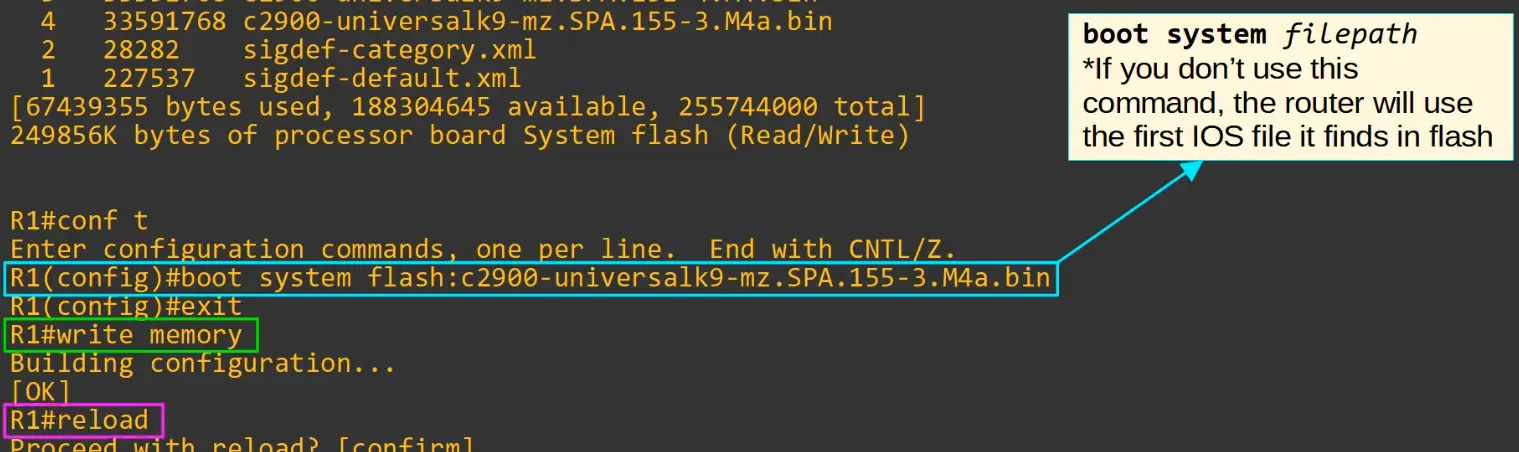 4   33591768 c2900-universalk9-mz.SPA.155-3.M4a.bin
2   28282    sigdef-category.xml
1   227537   sigdef-default.xml
[67439355 bytes used, 188304645 available, 255744000 total]
249856K bytes of processor board System flash (Read/Write)
R1#conf t
Enter configuration commands, one per line.  End with CNTL/Z.
R1(config)#boot system flash:c2900-universalk9-mz.SPA.155-3.M4a.bin
R1(config)#exit
R1#write memory
Building configuration...
[OK]
R1#reload
Proceed with reload? [confirm]
boot system filepath
*If you don’t use this
command, the router will use
the first IOS file it finds in flash